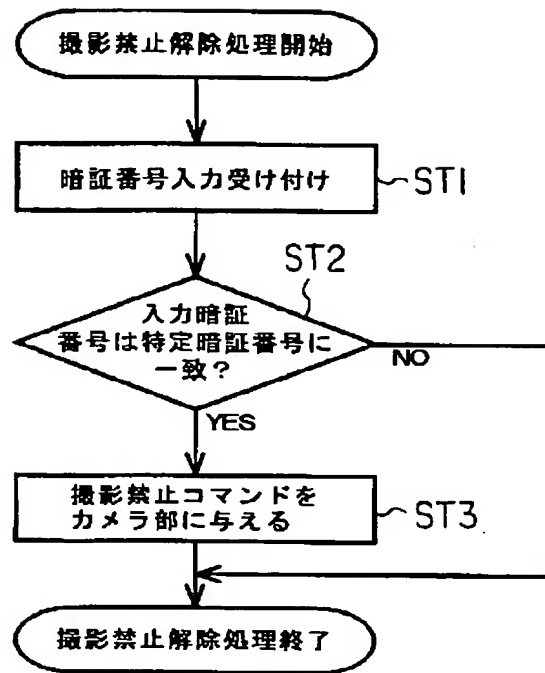 撮影禁止解除処理開始
暗証番号入力受け付け
ST1
ST2
入力暗証
番号は特定暗証番号に
一致?
NO
YES
撮影禁止コマンドを
カメラ部に与える
ST3
撮影禁止解除処理終了